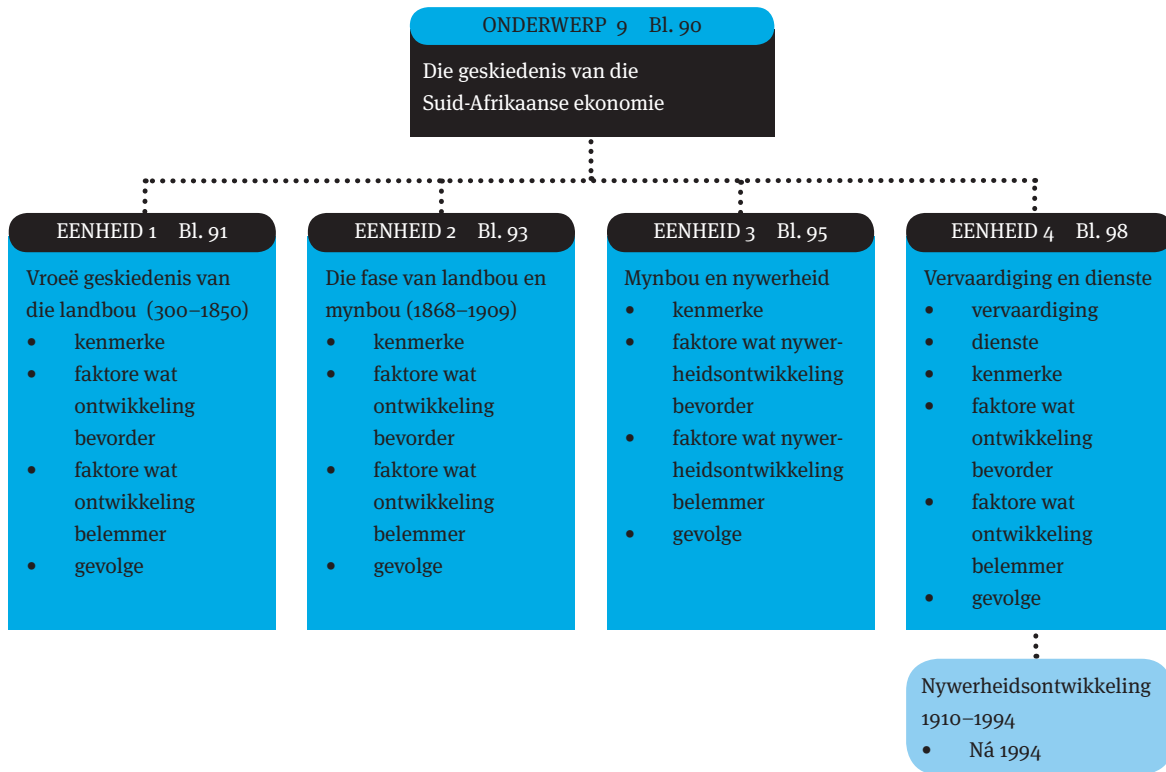 ONDERWERP 9 Bl. 90
Die geskiedenis van die
Suid-Afrikaanse ekonomie
EENHEID 1 Bl. 91
Vroeë geskiedenis van
die landbou (300–1850)
• kenmerke
• faktore wat
ontwikkeling
bevorder
• faktore wat
ontwikkeling
belemmer
• gevolge
EENHEID 2 Bl. 93
Die fase van landbou en
mynbou (1868–1909)
• kenmerke
• faktore wat
ontwikkeling
bevorder
• faktore wat
ontwikkeling
belemmer
• gevolge
EENHEID 3 Bl. 95
Mynbou en nywerheid
• kenmerke
• faktore wat nywer-
heidsontwikkeling
bevorder
• faktore wat nywer-
heidsontwikkeling
belemmer
• gevolge
EENHEID 4 Bl. 98
Vervaardiging en dienste
• vervaardiging
• dienste
• kenmerke
• faktore wat
ontwikkeling
bevorder
• faktore wat
ontwikkeling
belemmer
• gevolge
Nywerheidsontwikkeling
1910–1994
• Ná 1994